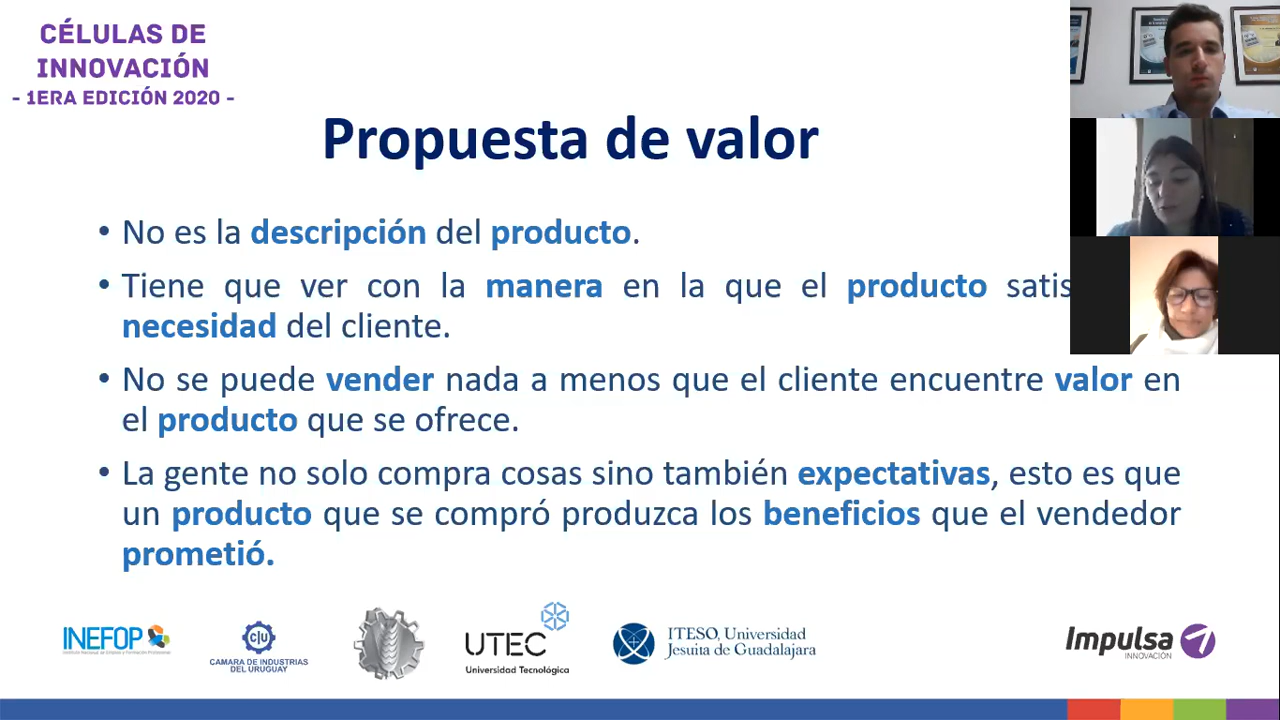 CÉLULAS DE
INNOVACIÓN
- 1ERA EDICIÓN 2020 -
Propuesta de valor
• No es la descripción del producto.
• Tiene que ver con la manera en la que el producto satis
necesidad del cliente.
• No se puede vender nada a menos que el cliente encuentre valor en
el producto que se ofrece.
• La gente no solo compra cosas sino también expectativas, esto es que
un producto que se compró produzca los beneficios que el vendedor
prometió.
INEFOP
CIU
CAMARA DE INDUSTRIAS
DEL URUGUAY
UTEC
Universidad Tecnológica
ITESO, Universidad
Jesuita de Guadalajara
Impulsa
INNOVACIÓN